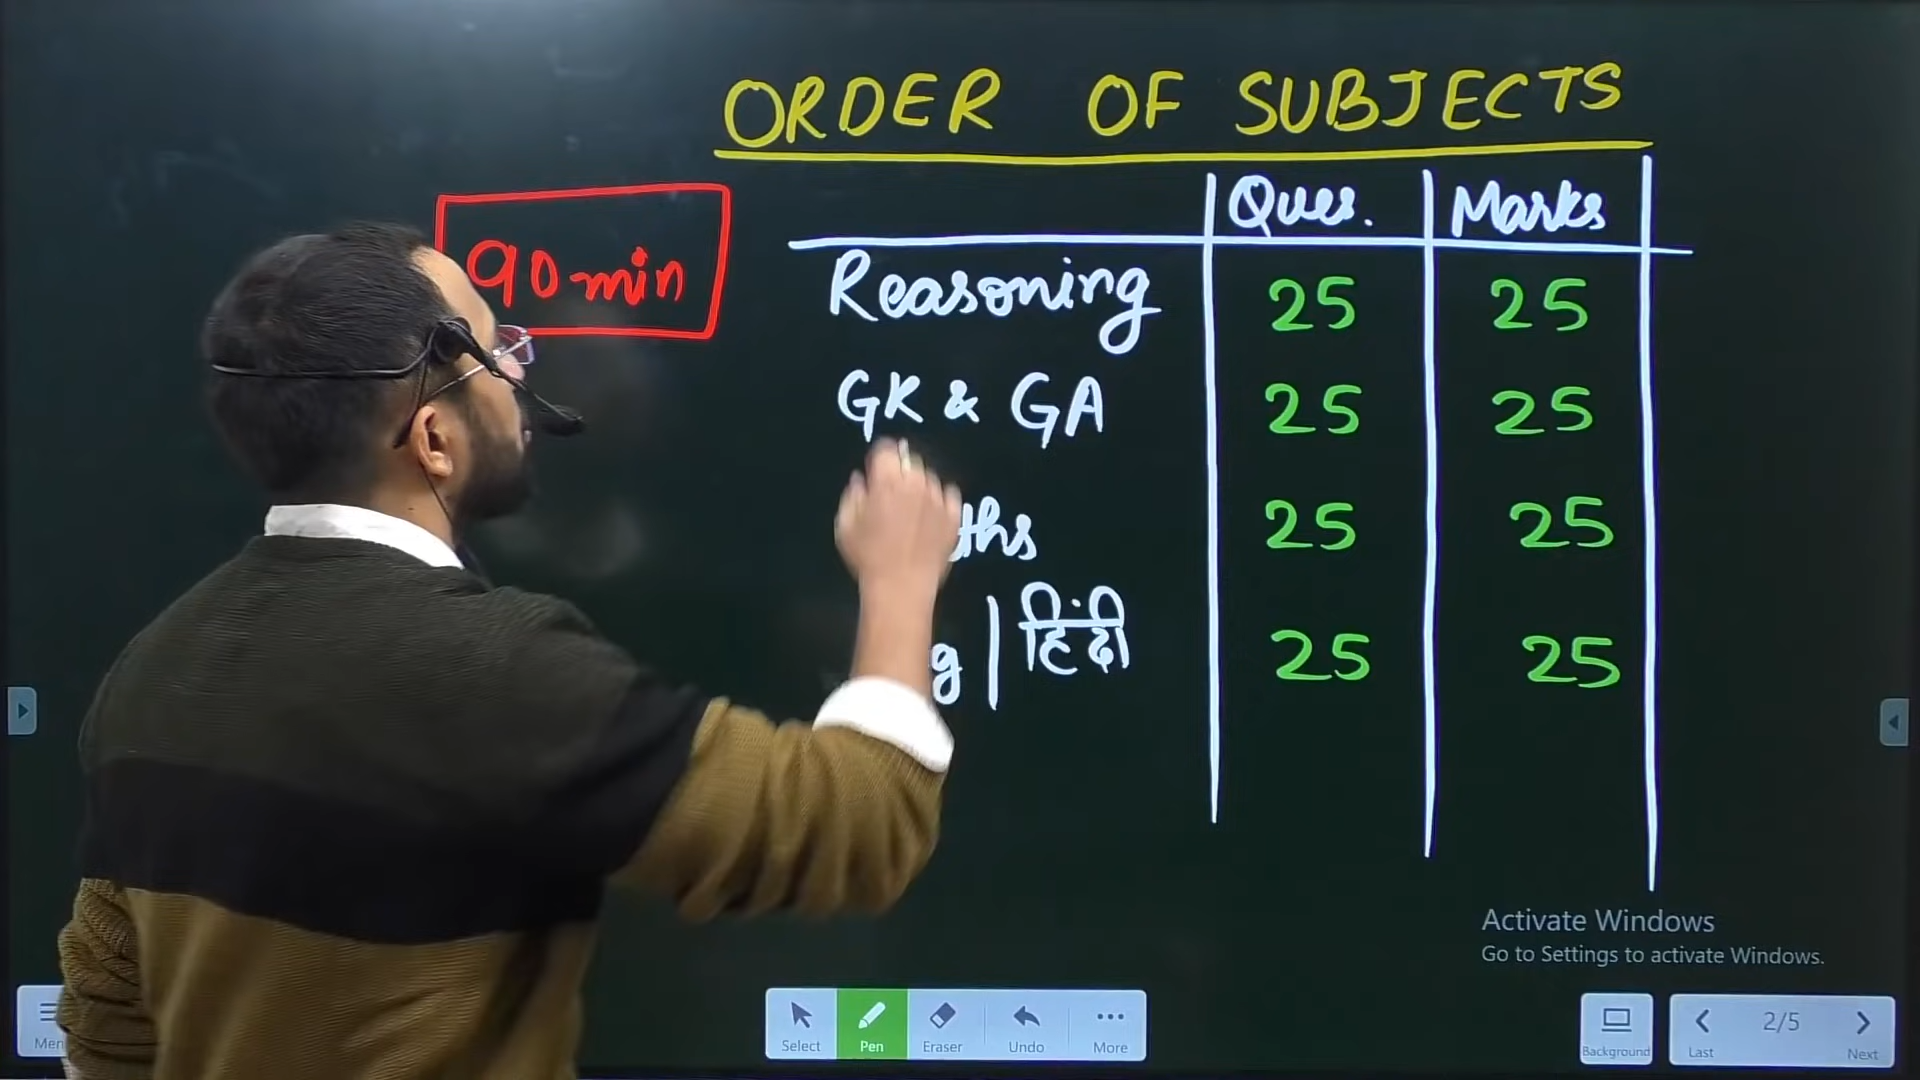 ORDER OF SUBJECTS
Ques. Marks
90 min
Reasoning 25 25
GK & GA 25 25
25 25
हिंदी 25 25
Activate Windows
Go to Settings to activate Windows.
Select Pen Eraser Undo More
Background
Last 2/5 Next